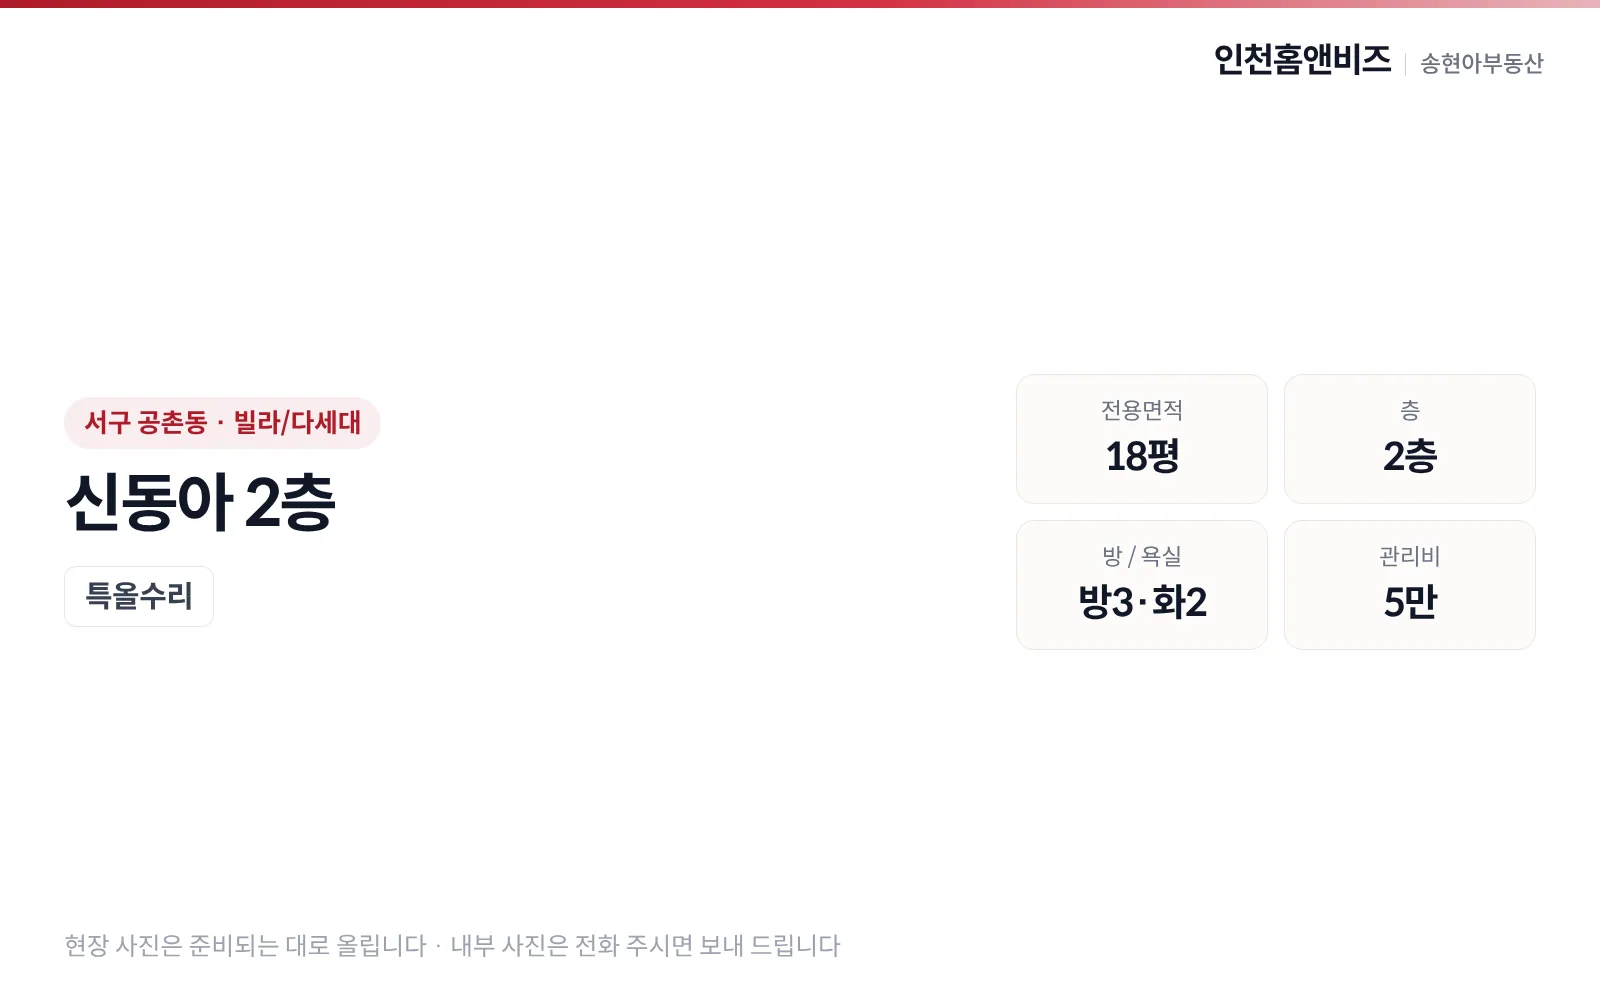 인천홈앤비즈 송현아부동산
서구 공촌동 · 빌라/다세대
신동아 2층
특올수리
전용면적
18평
층
2층
방 / 욕실
방3·화2
관리비
5만
현장 사진은 준비되는 대로 올립니다 · 내부 사진은 전화 주시면 보내 드립니다